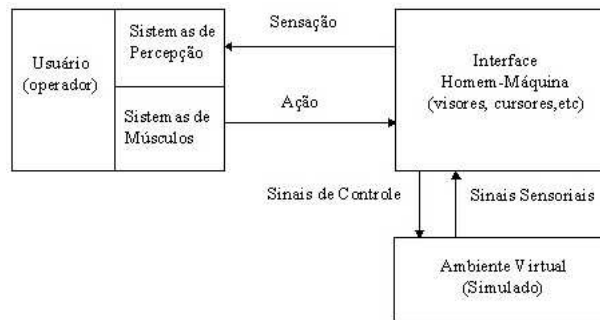 Usuário
(operador)
Sistemas de
Percepção
Sistemas de
Músculos
Sensação
Ação
Interface
Homem-Máquina
(visores, cursores,etc)
Sinais de Controle
Sinais Sensoriais
Ambiente Virtual
(Simulado)